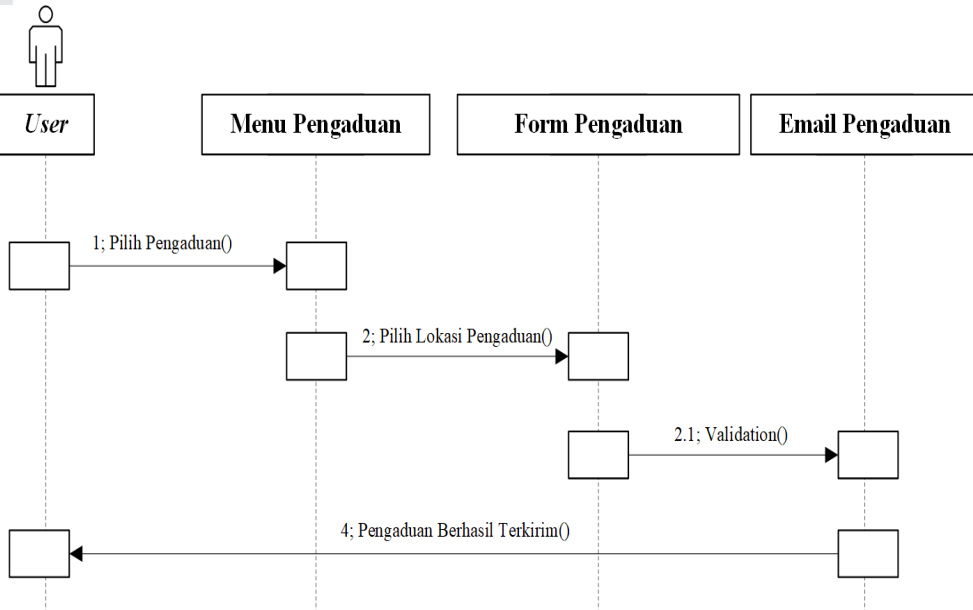 User
Menu Pengaduan
Form Pengaduan
Email Pengaduan
1; Pilih Pengaduan()
2; Pilih Lokasi Pengaduan()
2.1; Validation()
4; Pengaduan Berhasil Terkirim()